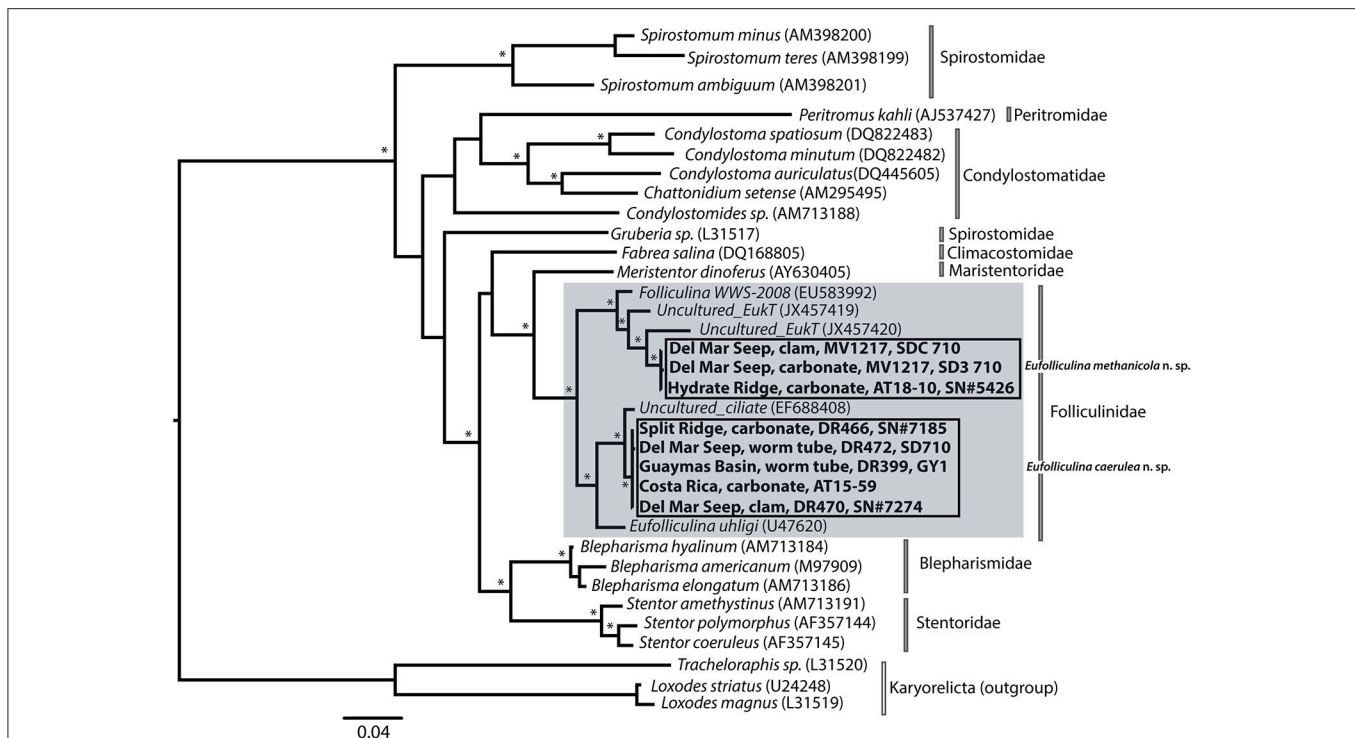 Spirostomum minus (AM398200)
Spirostomum teres (AM398199)
Spirostomidae
Spirostomum ambiguum (AM398201)
Peritromus kahli (AJ537427)
Peritromidae
Condylostoma spatiosum (DQ822483)
Condylostoma minutum (DQ822482)
Condylostoma auriculatus(DQ445605)
Condylostomatidae
Chattonidium setense (AM295495)
Condylostomides sp. (AM713188)
Gruberia sp. (L31517)
Spirostomidae
Fabrea salina (DQ168805)
Climacostomidae
Meristentor dinoferus (AY630405)
Maristentoridae
Folliculina WWS-2008 (EU583992)
Uncultured_EukT (JX457419)
Uncultured_EukT (JX457420)
Del Mar Seep, clam, MV1217, SDC 710
Del Mar Seep, carbonate, MV1217, SD3 710
Eufolliculina methanicola n. sp.
Hydrate Ridge, carbonate, AT18-10, SN#5426
Uncultured_ciliate (EF688408)
Folliculinidae
Split Ridge, carbonate, DR466, SN#7185
Del Mar Seep, worm tube, DR472, SD710
Guaymas Basin, worm tube, DR399, GY1
Eufolliculina caerulea n. sp.
Costa Rica, carbonate, AT15-59
Del Mar Seep, clam, DR470, SN#7274
Eufolliculina uhligi (U47620)
Blepharisma hyalinum (AM713184)
Blepharisma americanum (M97909)
Blepharismidae
Blepharisma elongatum (AM713186)
Stentor amethystinus (AM713191)
Stentor polymorphus (AF357144)
Stentoridae
Stentor coeruleus (AF357145)
Tracheloraphis sp. (L31520)
Loxodes striatus (U24248)
Karyorelicta (outgroup)
Loxodes magnus (L31519)
0.04